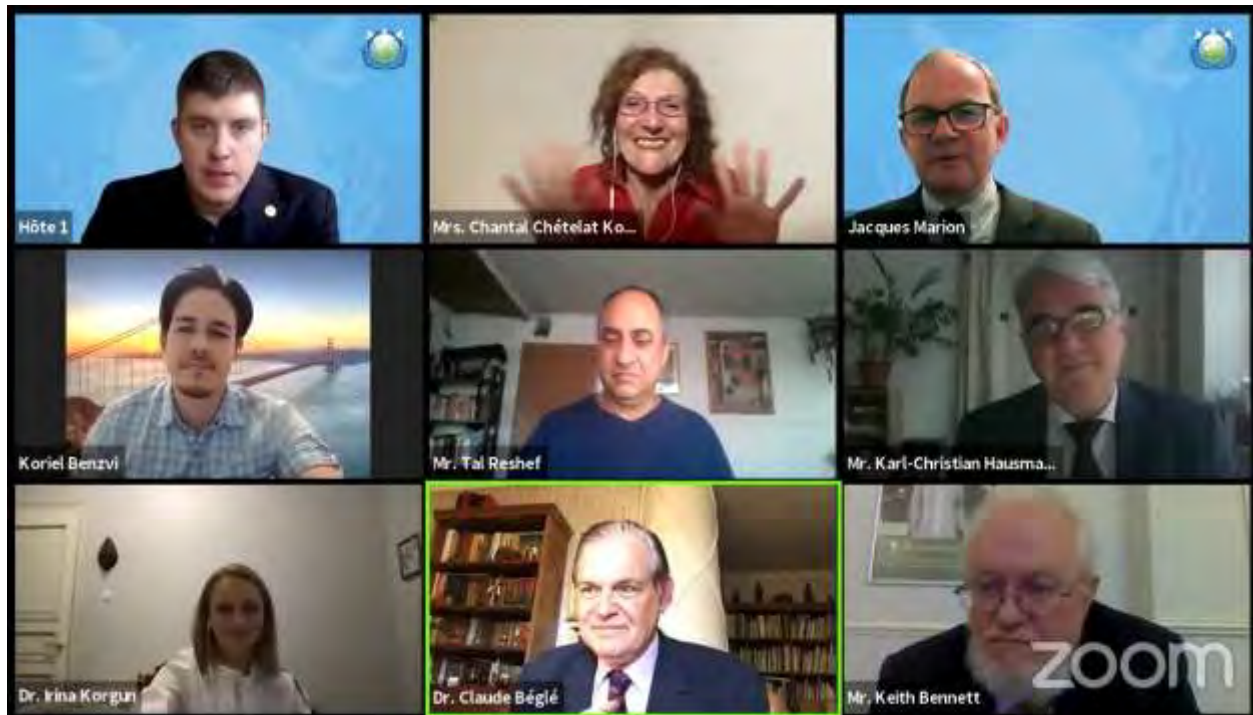 Hôte 1
Mrs. Chantal Chételat Ko...
Jacques Marion
Koriel Benzvi
Mr. Tal Reshef
Mr. Karl-Christian Hausma...
Dr. Irina Korgun
Dr. Claude Béglé
Mr. Keith Bennett
zoom